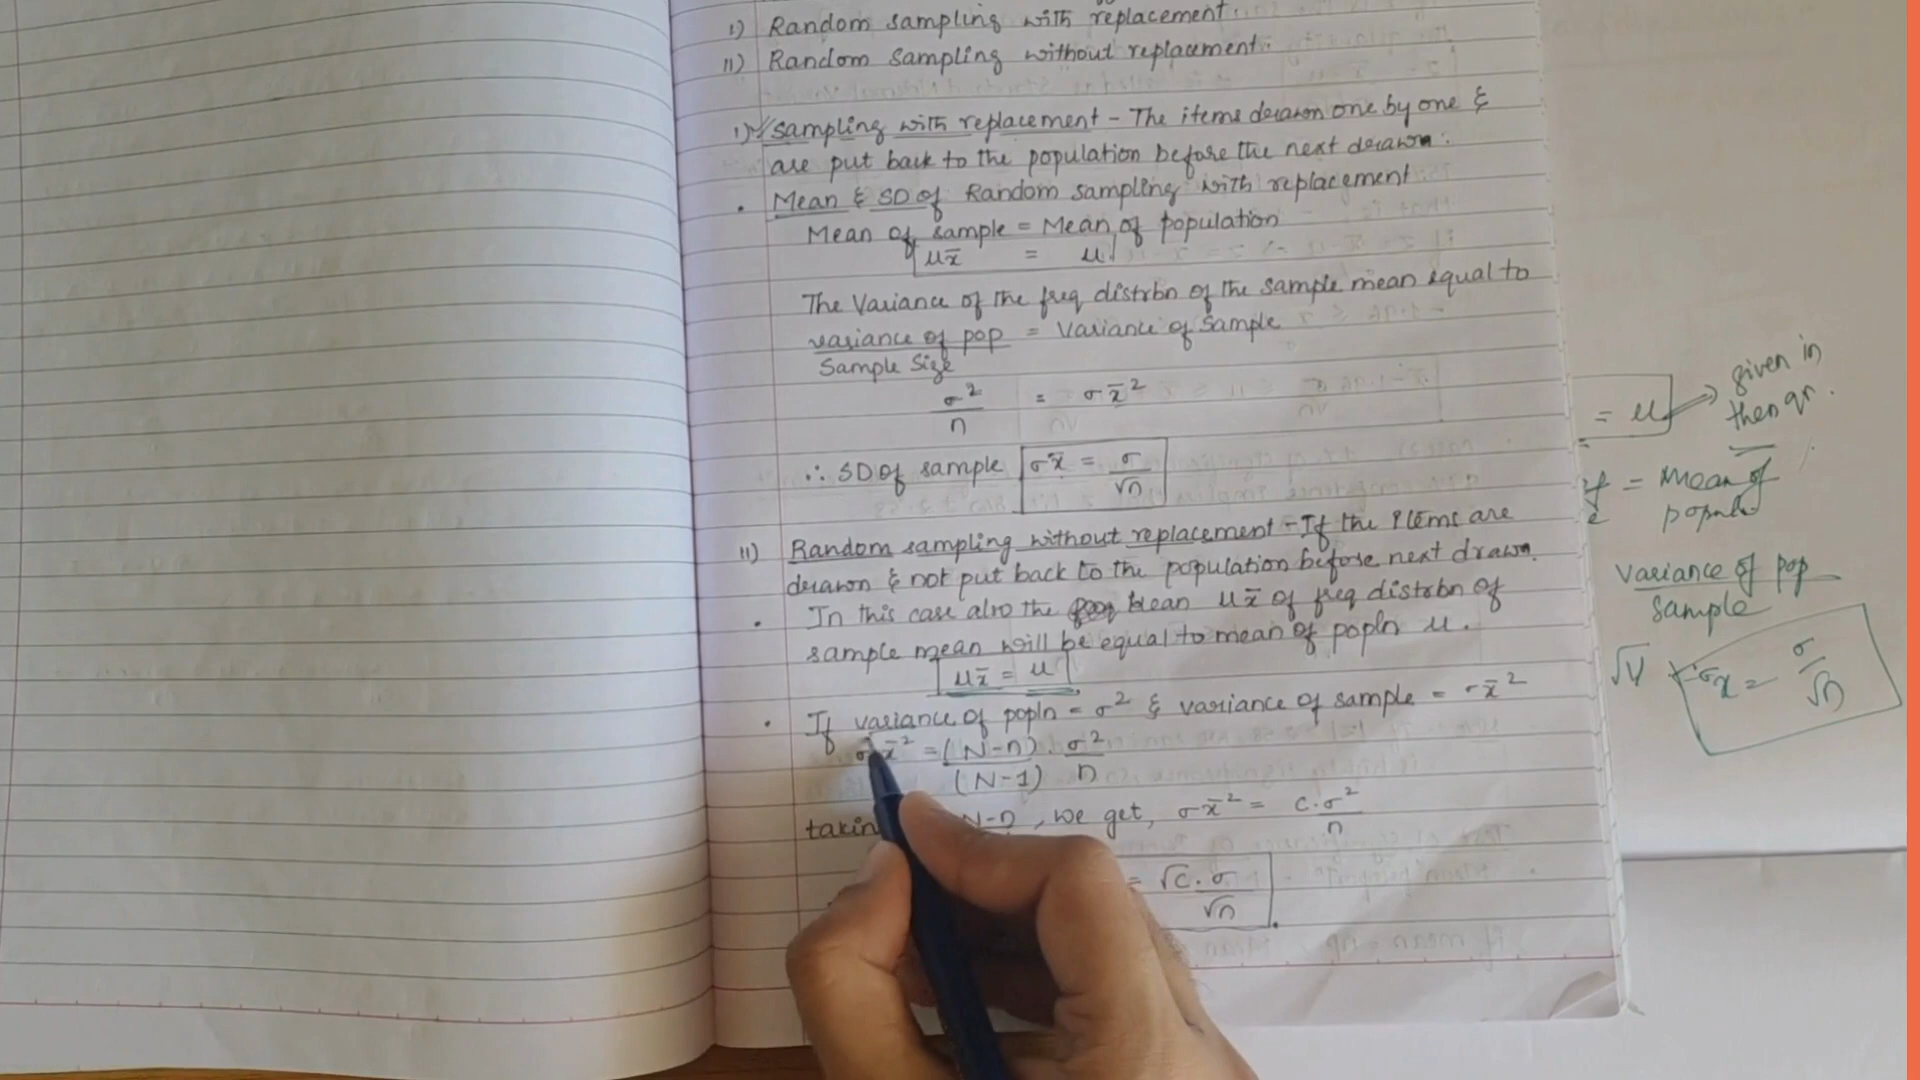 i) Random sampling with replacement.
ii) Random Sampling without replacement.
i) sampling with replacement - The items drawn one by one &
are put back to the population before the next drawn.
• Mean & SD of Random sampling with replacement
Mean of sample = Mean of population
μx̄ = μ
The Variance of the freq distrbn of the sample mean equal to
variance of pop = Variance of Sample
Sample Size
σ² = σx̄²
n
∴ SD of sample σx̄ = σ
√n
ii) Random sampling without replacement - If the items are
drawn & not put back to the population before next drawn.
• In this case also the Mean μx̄ of freq distrbn of
sample mean will be equal to mean of popln μ.
μx̄ = μ
• If variance of popln = σ² & variance of sample = σx̄²
σx̄² = (N-n) . σ²
(N-1) n
takin N-n , we get, σx̄² = c.σ²
n
= √c . σ
√n
= μ → given in
then qn.
= Mean of
popula
variance of pop
sample
√V σx = σ
√n